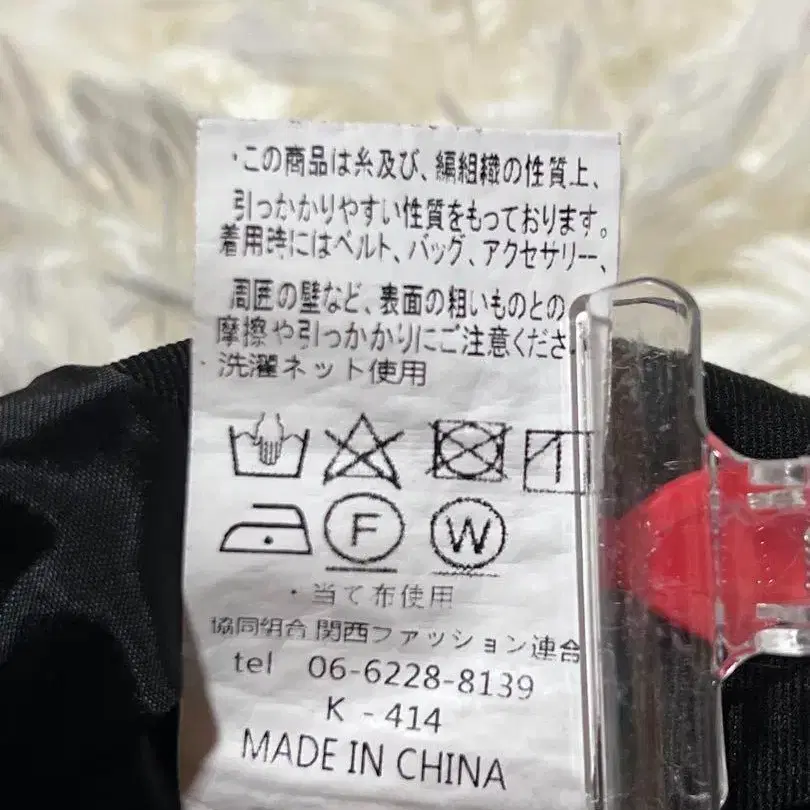 ・この商品は糸及び、編組織の性質上、
引っかかりやすい性質をもっております。
着用時にはベルト、バッグ、アクセサリー、
周囲の壁など、表面の粗いものとの
摩擦や引っかかりにご注意くださ
・洗濯ネット使用
F W
・当て布使用
協同組合 関西ファッション連合
tel 06-6228-8139
K - 414
MADE IN CHINA